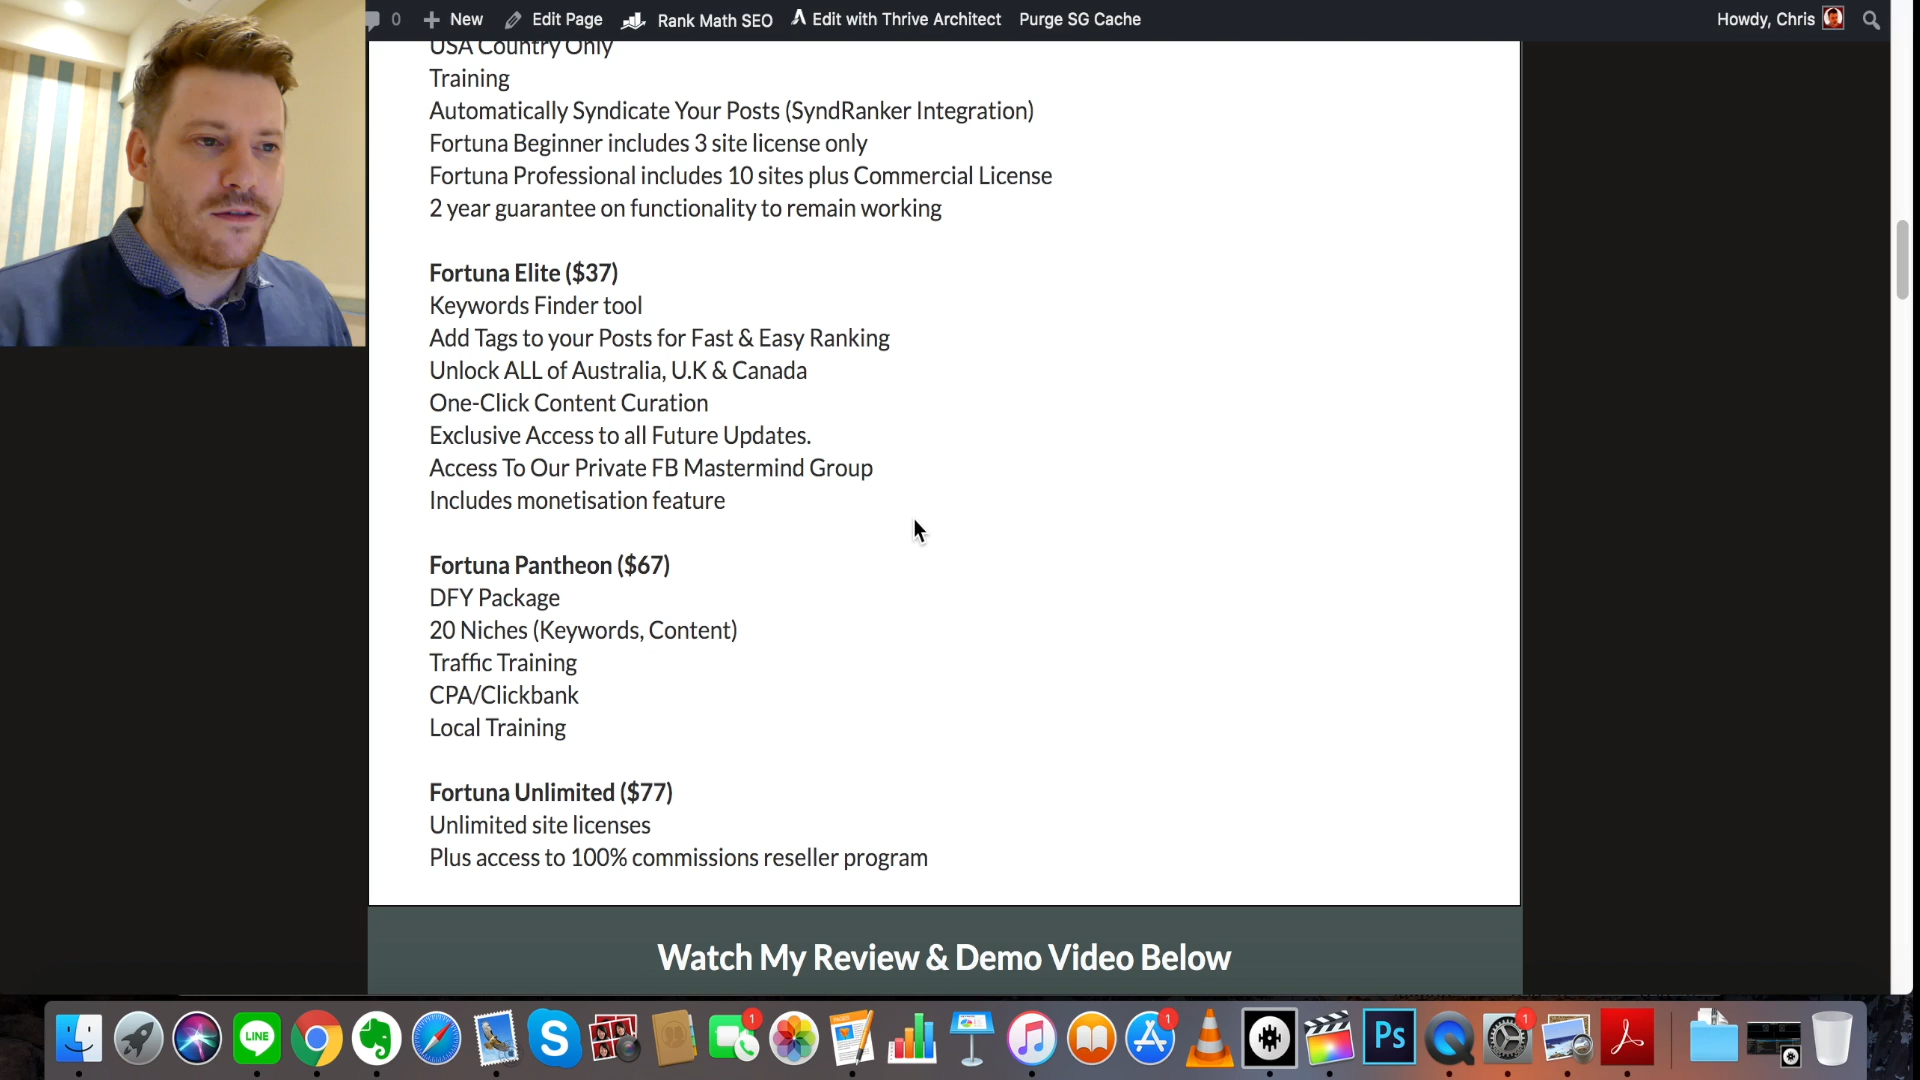 0 New Edit Page Rank Math SEO Edit with Thrive Architect Purge SG Cache Howdy, Chris
USA Country Only
Training
Automatically Syndicate Your Posts (SyndRanker Integration)
Fortuna Beginner includes 3 site license only
Fortuna Professional includes 10 sites plus Commercial License
2 year guarantee on functionality to remain working
Fortuna Elite ($37)
Keywords Finder tool
Add Tags to your Posts for Fast & Easy Ranking
Unlock ALL of Australia, U.K & Canada
One-Click Content Curation
Exclusive Access to all Future Updates.
Access To Our Private FB Mastermind Group
Includes monetisation feature
Fortuna Pantheon ($67)
DFY Package
20 Niches (Keywords, Content)
Traffic Training
CPA/Clickbank
Local Training
Fortuna Unlimited ($77)
Unlimited site licenses
Plus access to 100% commissions reseller program
Watch My Review & Demo Video Below
LINE S 1 PAGES 1 Ps 1